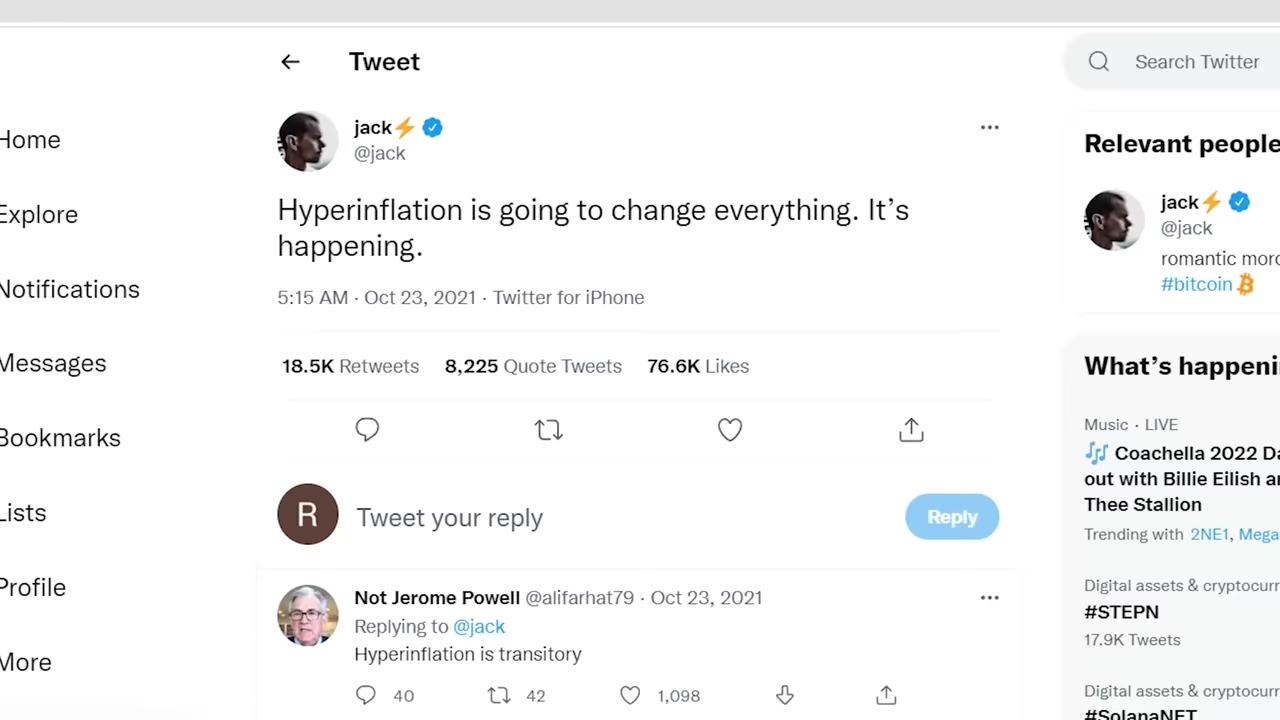 Tweet
Search Twitter
Home
Explore
Notifications
Messages
Bookmarks
Lists
Profile
More
jack⚡
@jack
Hyperinflation is going to change everything. It’s
happening.
5:15 AM · Oct 23, 2021 · Twitter for iPhone
18.5K Retweets 8,225 Quote Tweets 76.6K Likes
R
Tweet your reply
Reply
Not Jerome Powell @alifarhat79 · Oct 23, 2021
Replying to @jack
Hyperinflation is transitory
40 42 1,098
Relevant people
jack⚡
@jack
romantic
#bitcoin
What’s happeni
Music · LIVE
🎶 Coachella 2022 Da
out with Billie Eilish a
Thee Stallion
Trending with 2NE1, Mega
Digital assets & cryptocurr
#STEPN
17.9K Tweets
Digital assets & cryptocurr
#SolanaNFT